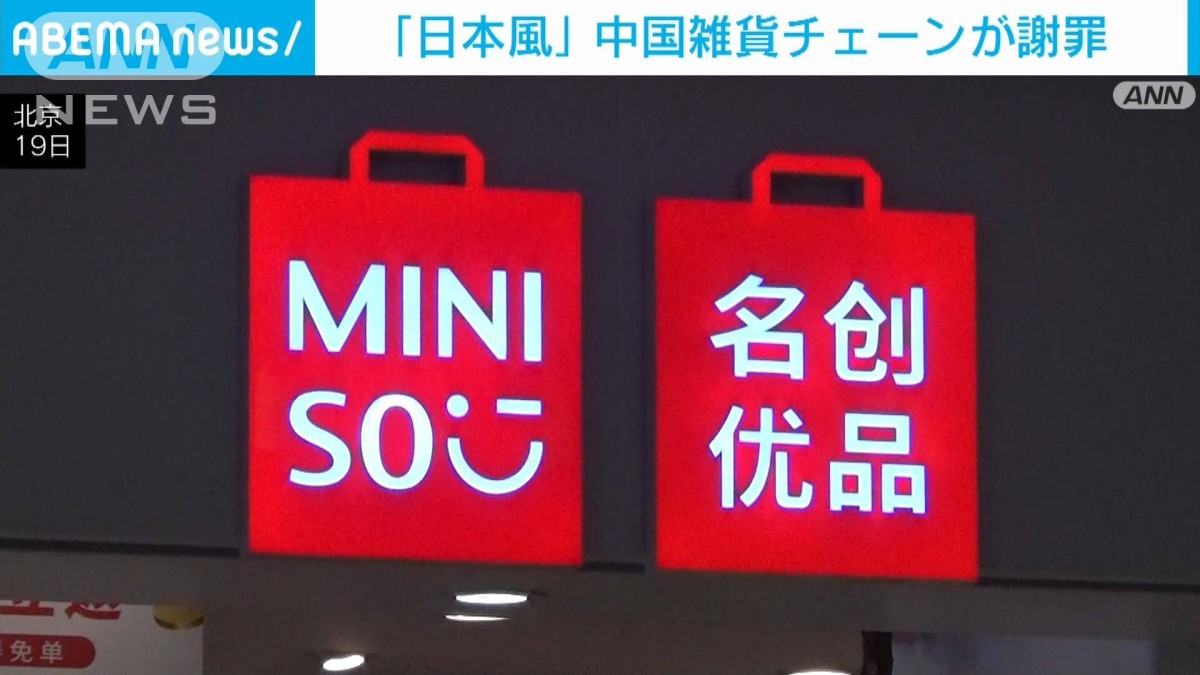 ABEMA news/
「日本風」中国雑貨チェーンが謝罪
ANN
NEWS
ANN
北京
19日
MINI
SO
名创
优品
免单